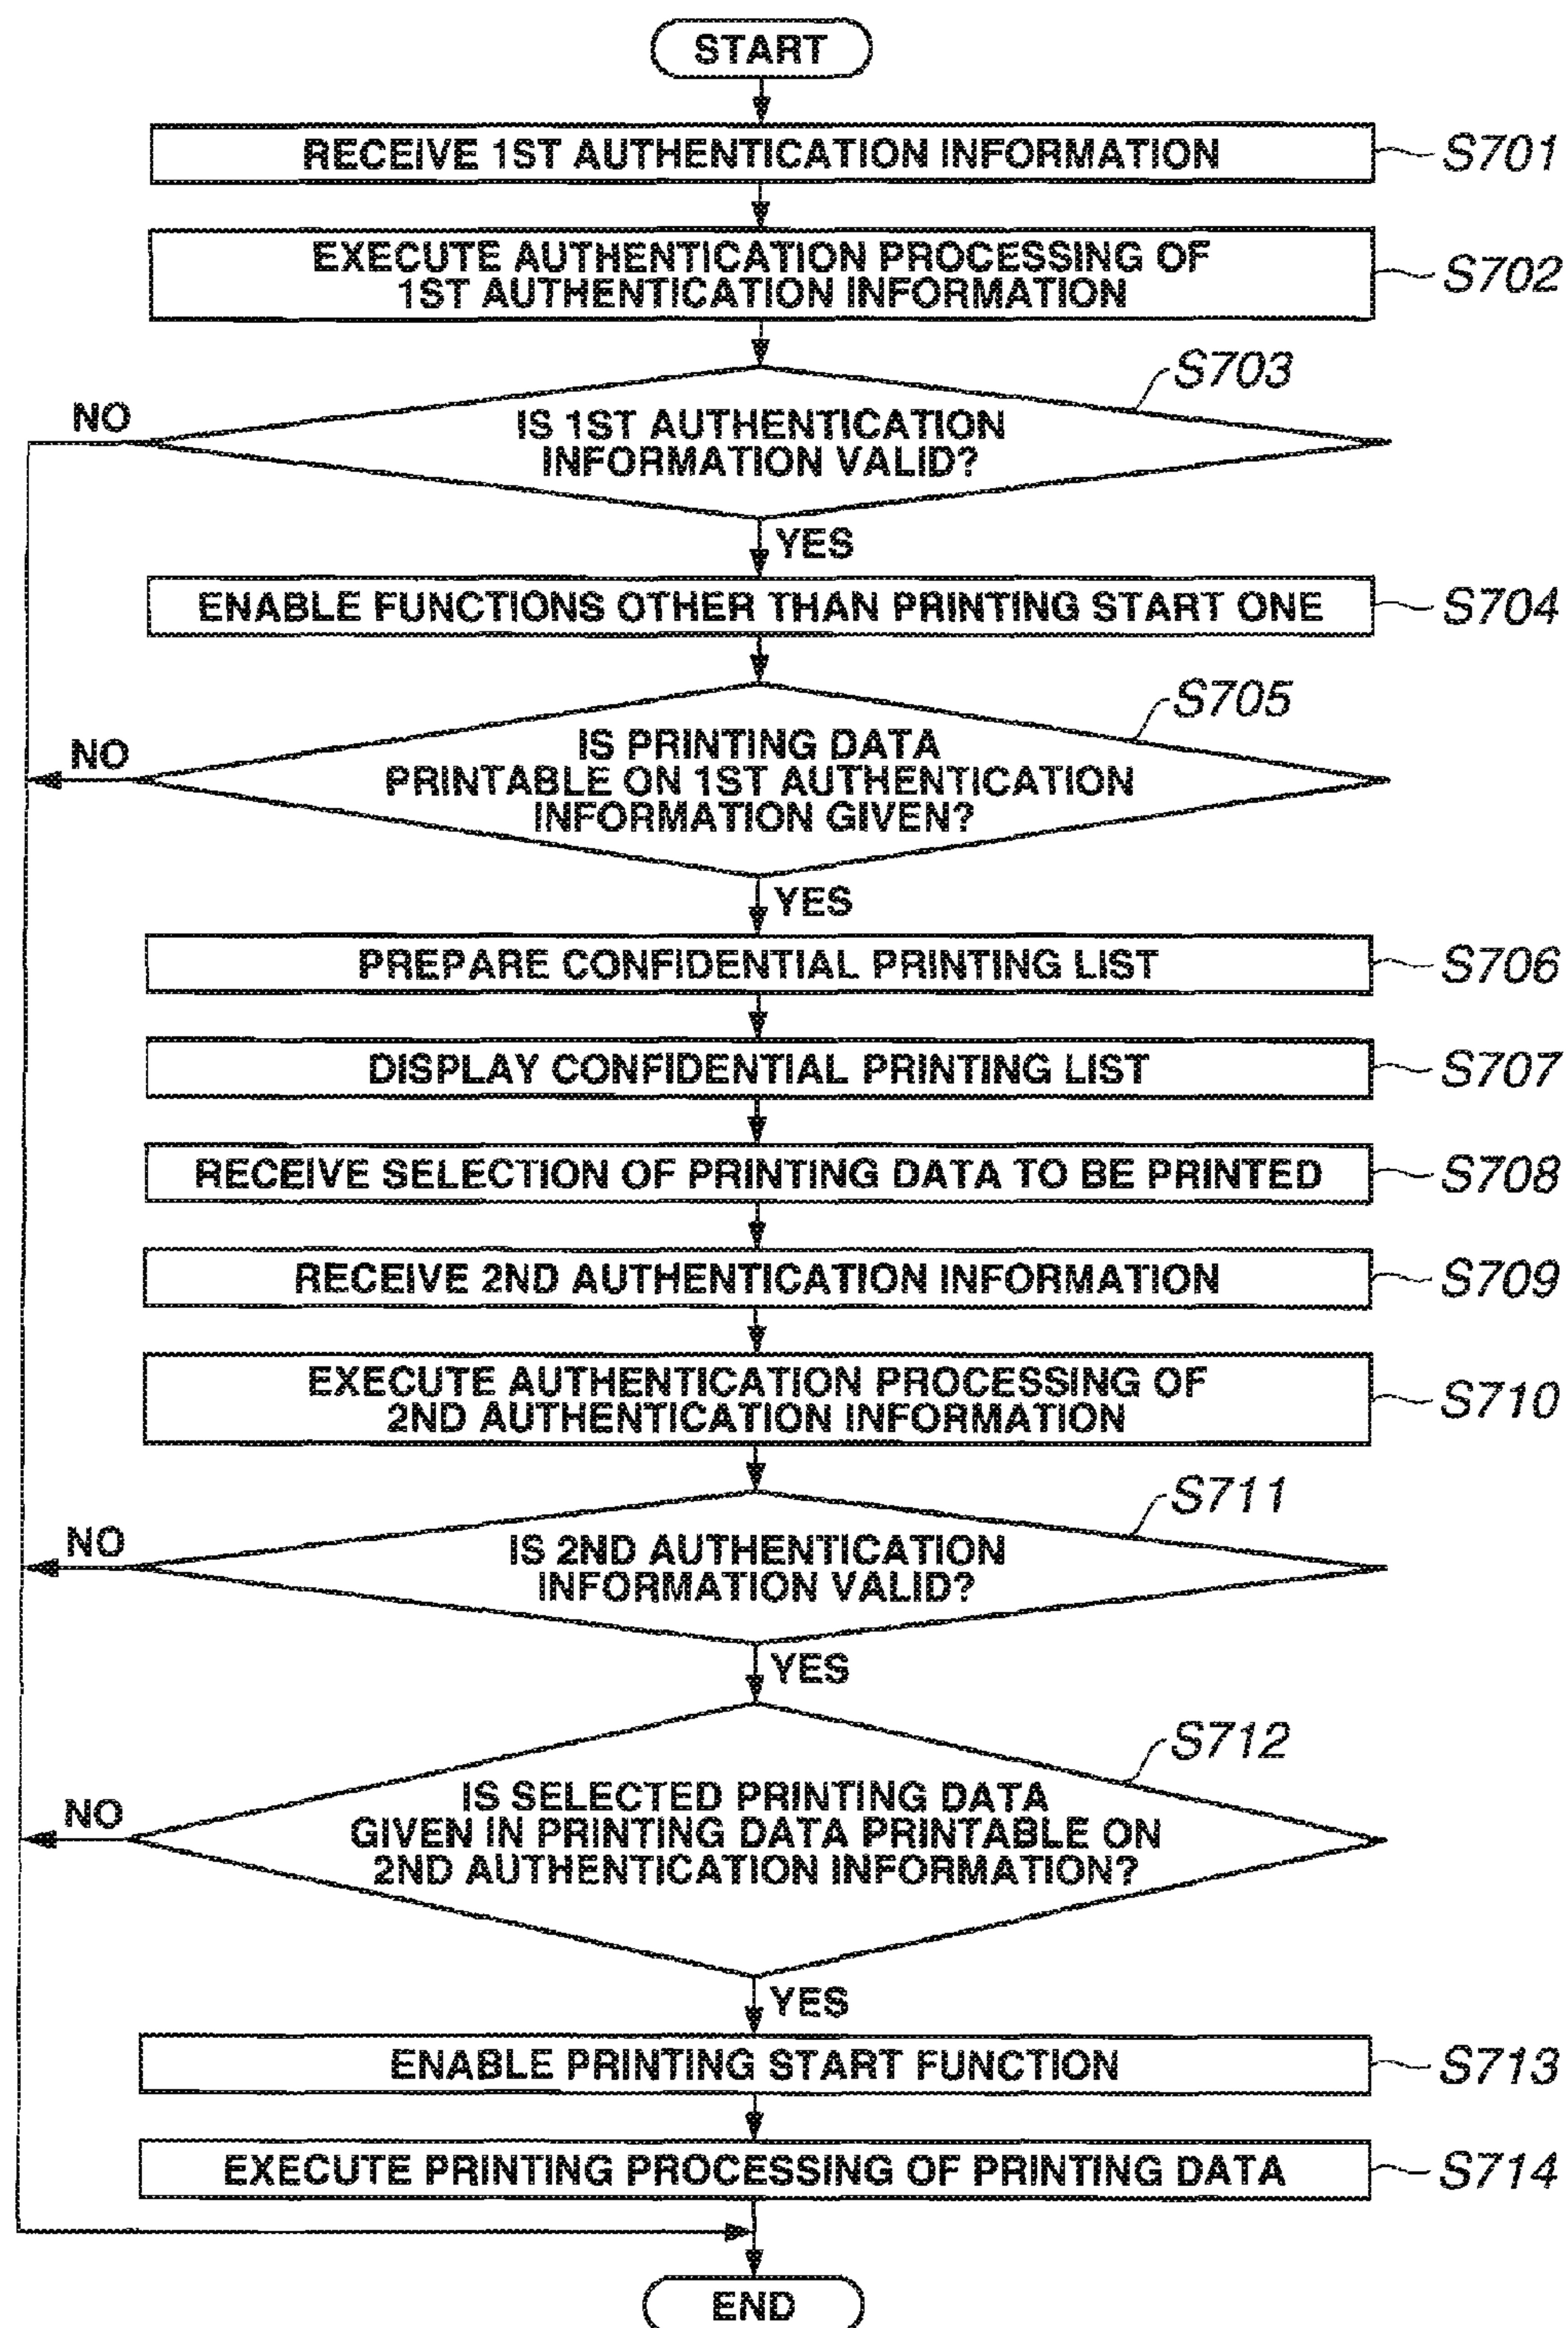 START
RECEIVE 1ST AUTHENTICATION INFORMATION
S701
EXECUTE AUTHENTICATION PROCESSING OF
1ST AUTHENTICATION INFORMATION
S702
S703
NO
IS 1ST AUTHENTICATION
INFORMATION VALID?
YES
ENABLE FUNCTIONS OTHER THAN PRINTING START ONE
S704
S705
NO
IS PRINTING DATA
PRINTABLE ON 1ST AUTHENTICATION
INFORMATION GIVEN?
YES
PREPARE CONFIDENTIAL PRINTING LIST
S706
DISPLAY CONFIDENTIAL PRINTING LIST
S707
RECEIVE SELECTION OF PRINTING DATA TO BE PRINTED
S708
RECEIVE 2ND AUTHENTICATION INFORMATION
S709
EXECUTE AUTHENTICATION PROCESSING OF
2ND AUTHENTICATION INFORMATION
S710
S711
NO
IS 2ND AUTHENTICATION
INFORMATION VALID?
YES
S712
NO
IS SELECTED PRINTING DATA
GIVEN IN PRINTING DATA PRINTABLE ON
2ND AUTHENTICATION INFORMATION?
YES
ENABLE PRINTING START FUNCTION
S713
EXECUTE PRINTING PROCESSING OF PRINTING DATA
S714
END